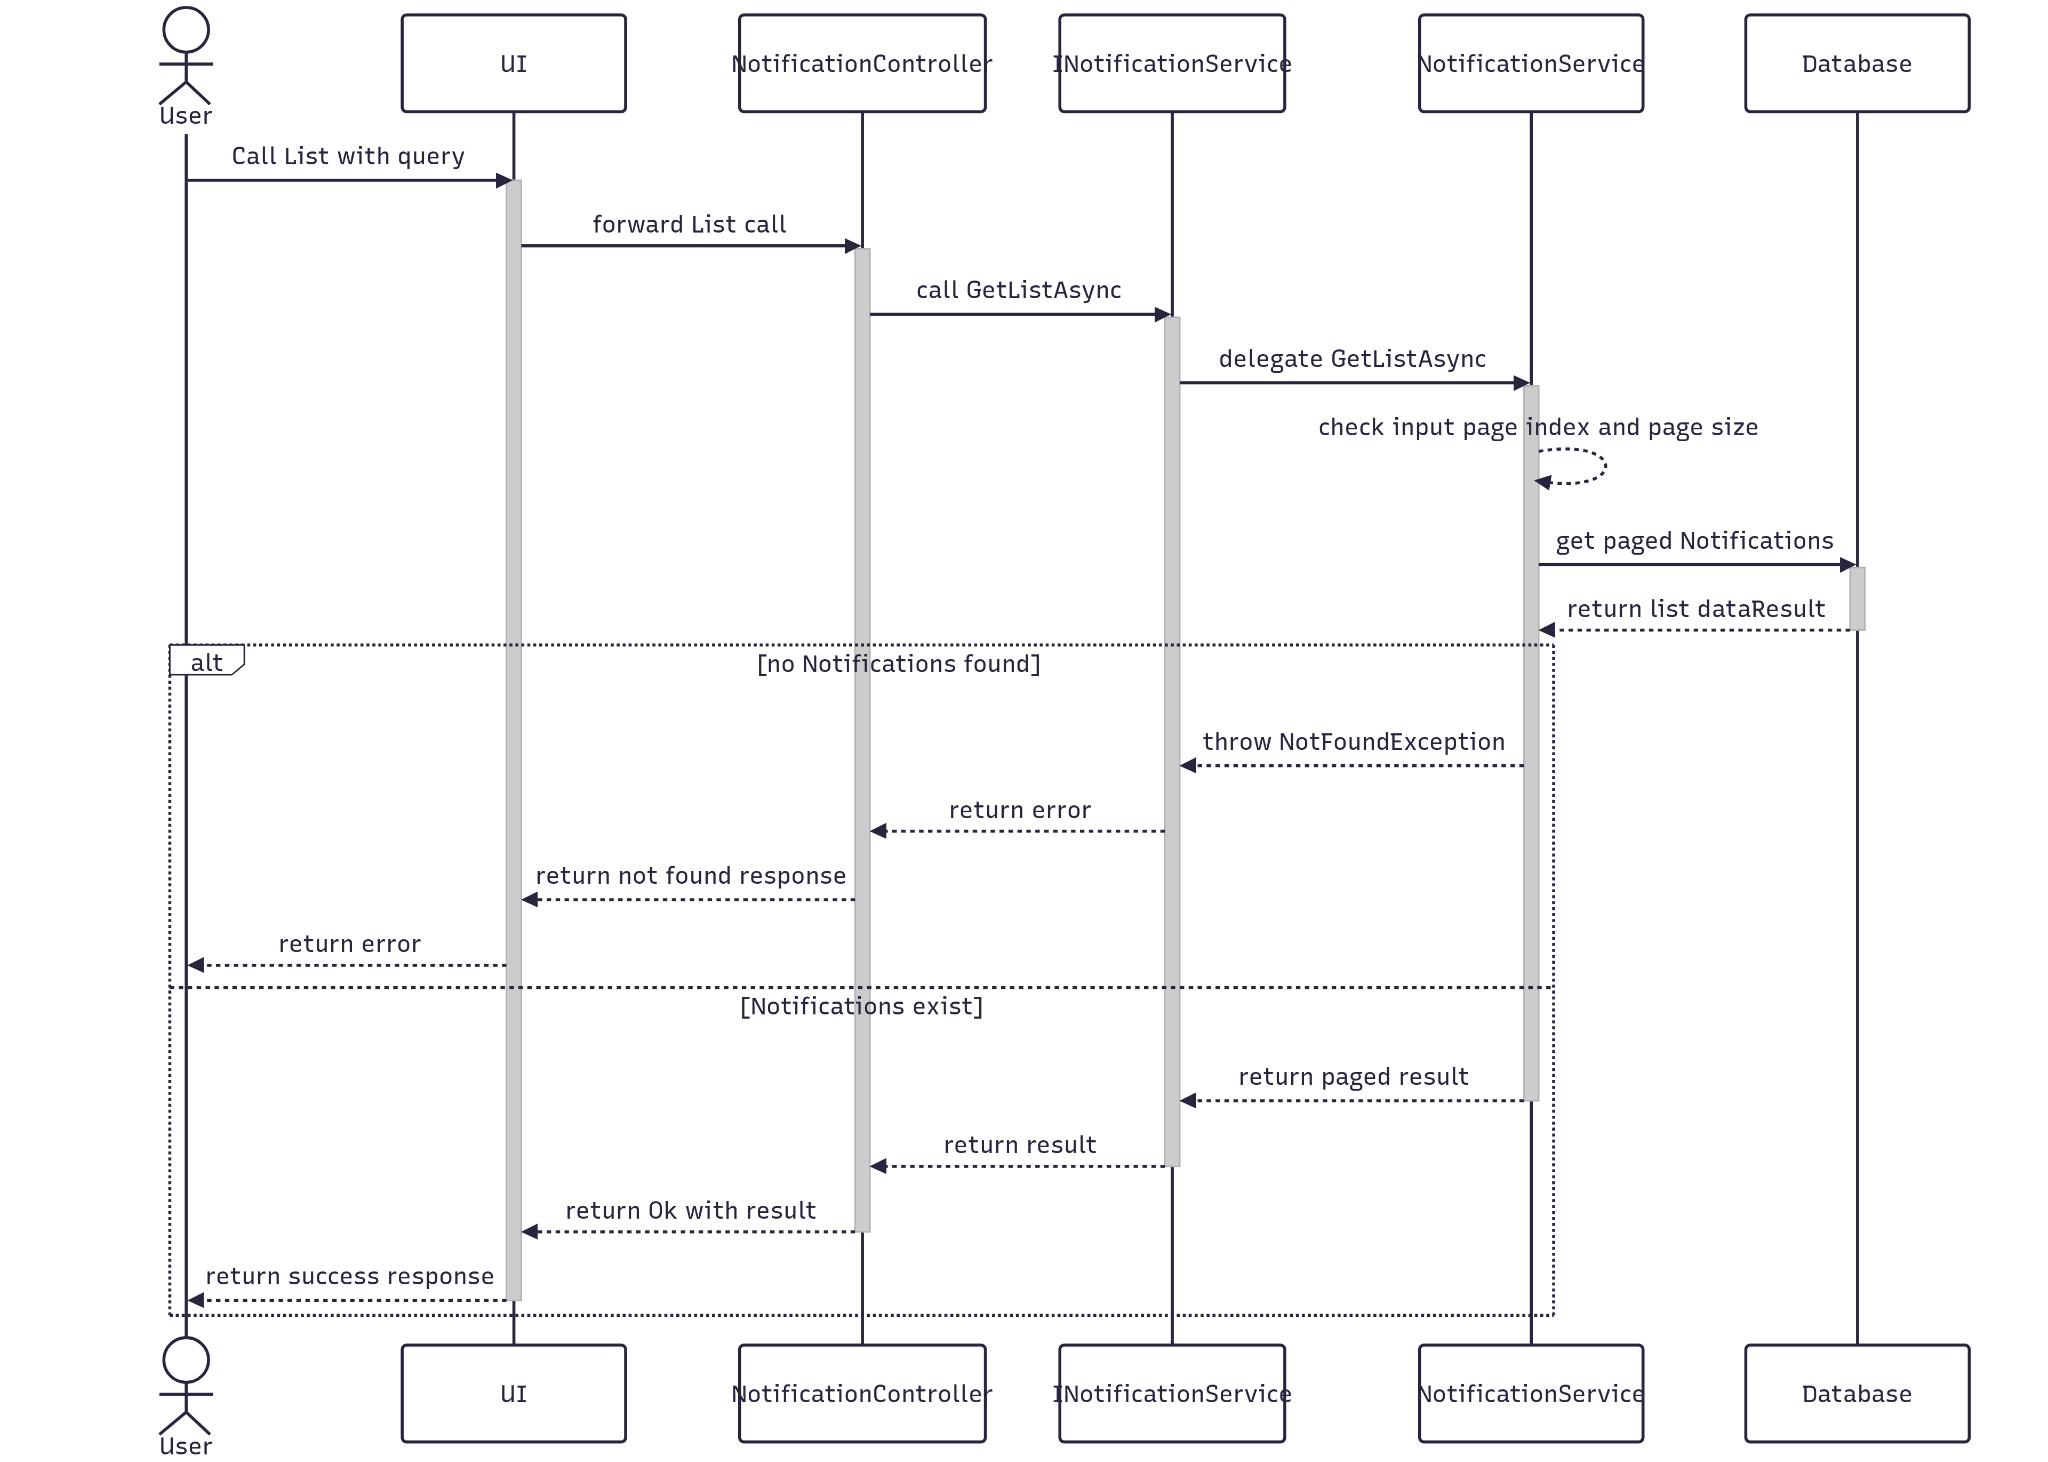 User
UI
NotificationController
INotificationService
NotificationService
Database
Call List with query
forward List call
call GetListAsync
delegate GetListAsync
check input page index and page size
get paged Notifications
return list dataResult
alt
[no Notifications found]
throw NotFoundException
return error
return not found response
return error
[Notifications exist]
return paged result
return result
return Ok with result
return success response
User
UI
NotificationController
INotificationService
NotificationService
Database